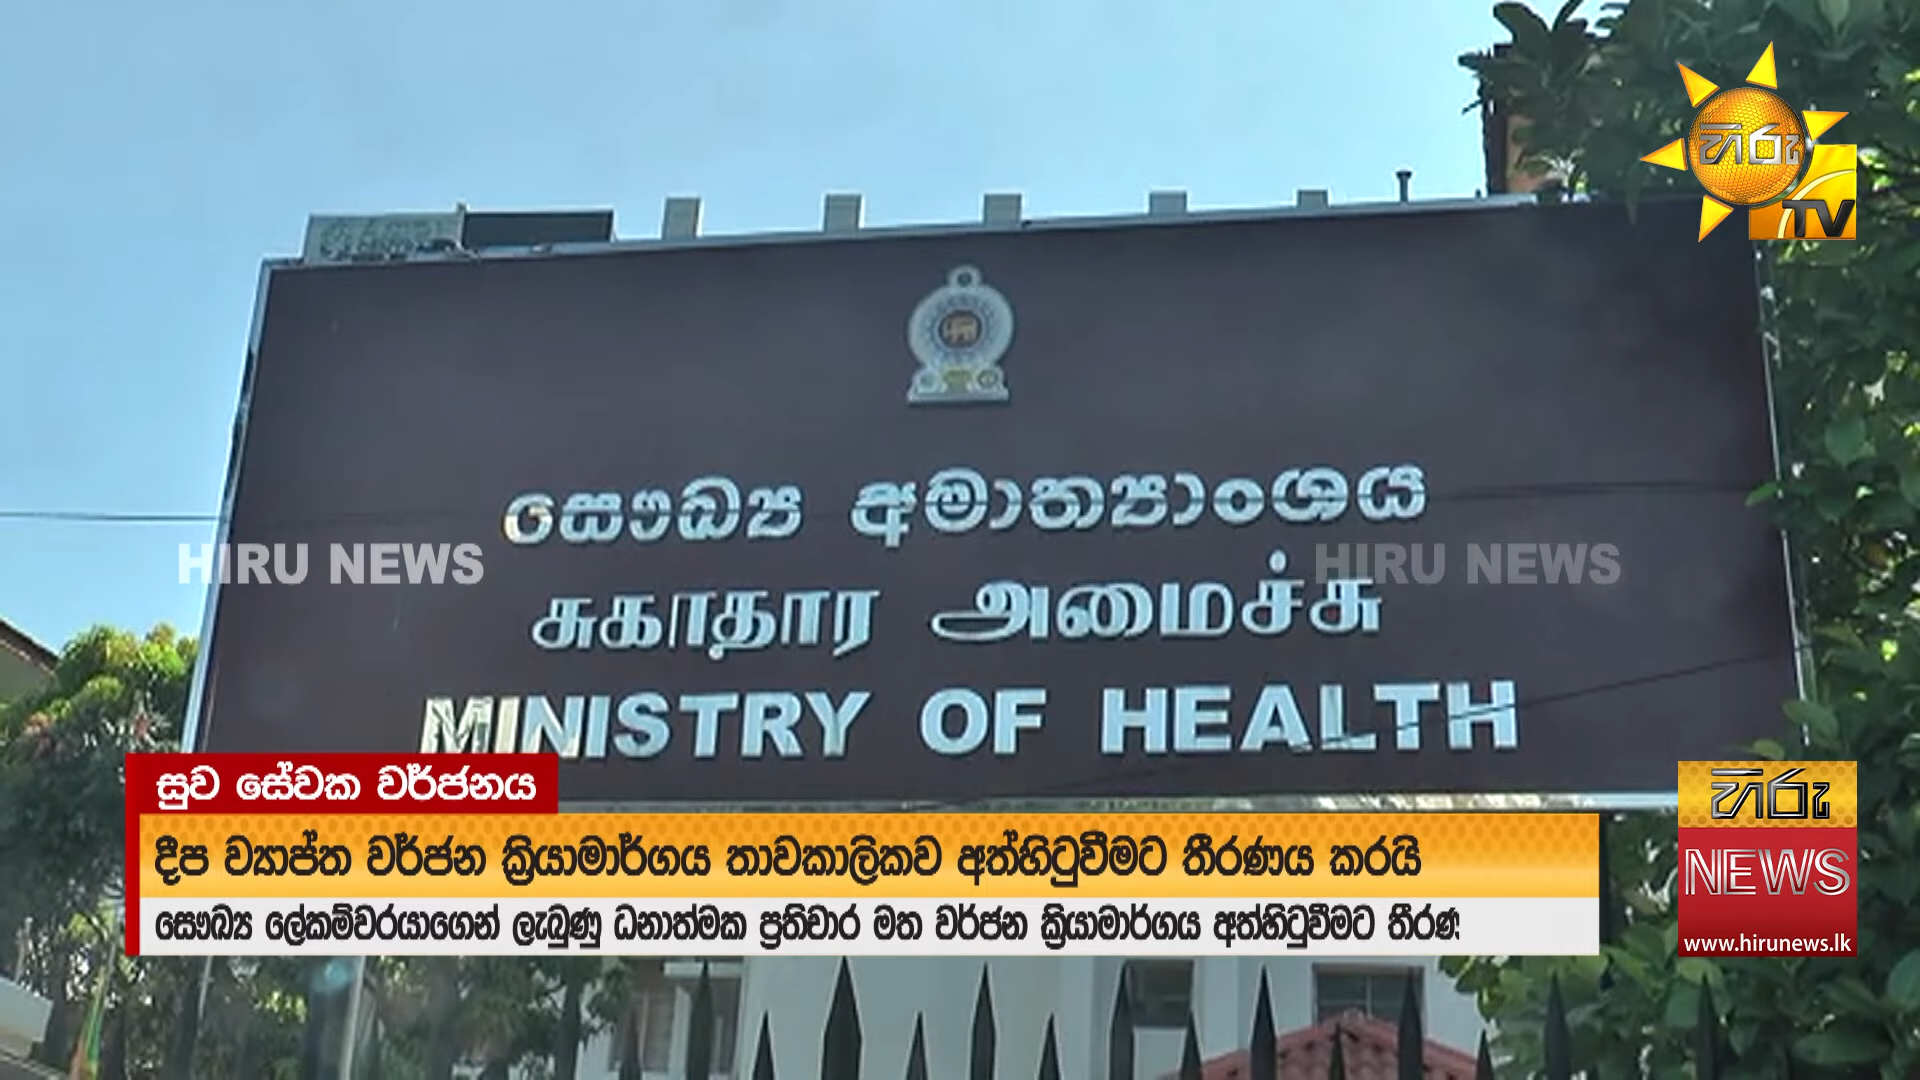 හිරු
TV
සෞඛ්‍ය අමාත්‍යාංශය
HIRU NEWS
HIRU NEWS
சுகாதார அமைச்சு
MINISTRY OF HEALTH
සුව සේවක වර්ජනය
දීප ව්‍යාප්ත වර්ජන ක්‍රියාමාර්ගය තාවකාලිකව අත්හිටුවීමට තීරණය කරයි
සෞඛ්‍ය ලේකම්වරයාගෙන් ලැබුණු ධනාත්මක ප්‍රතිචාර මත වර්ජන ක්‍රියාමාර්ගය අත්හිටුවීමට තීරණ
හිරු
NEWS
www.hirunews.lk